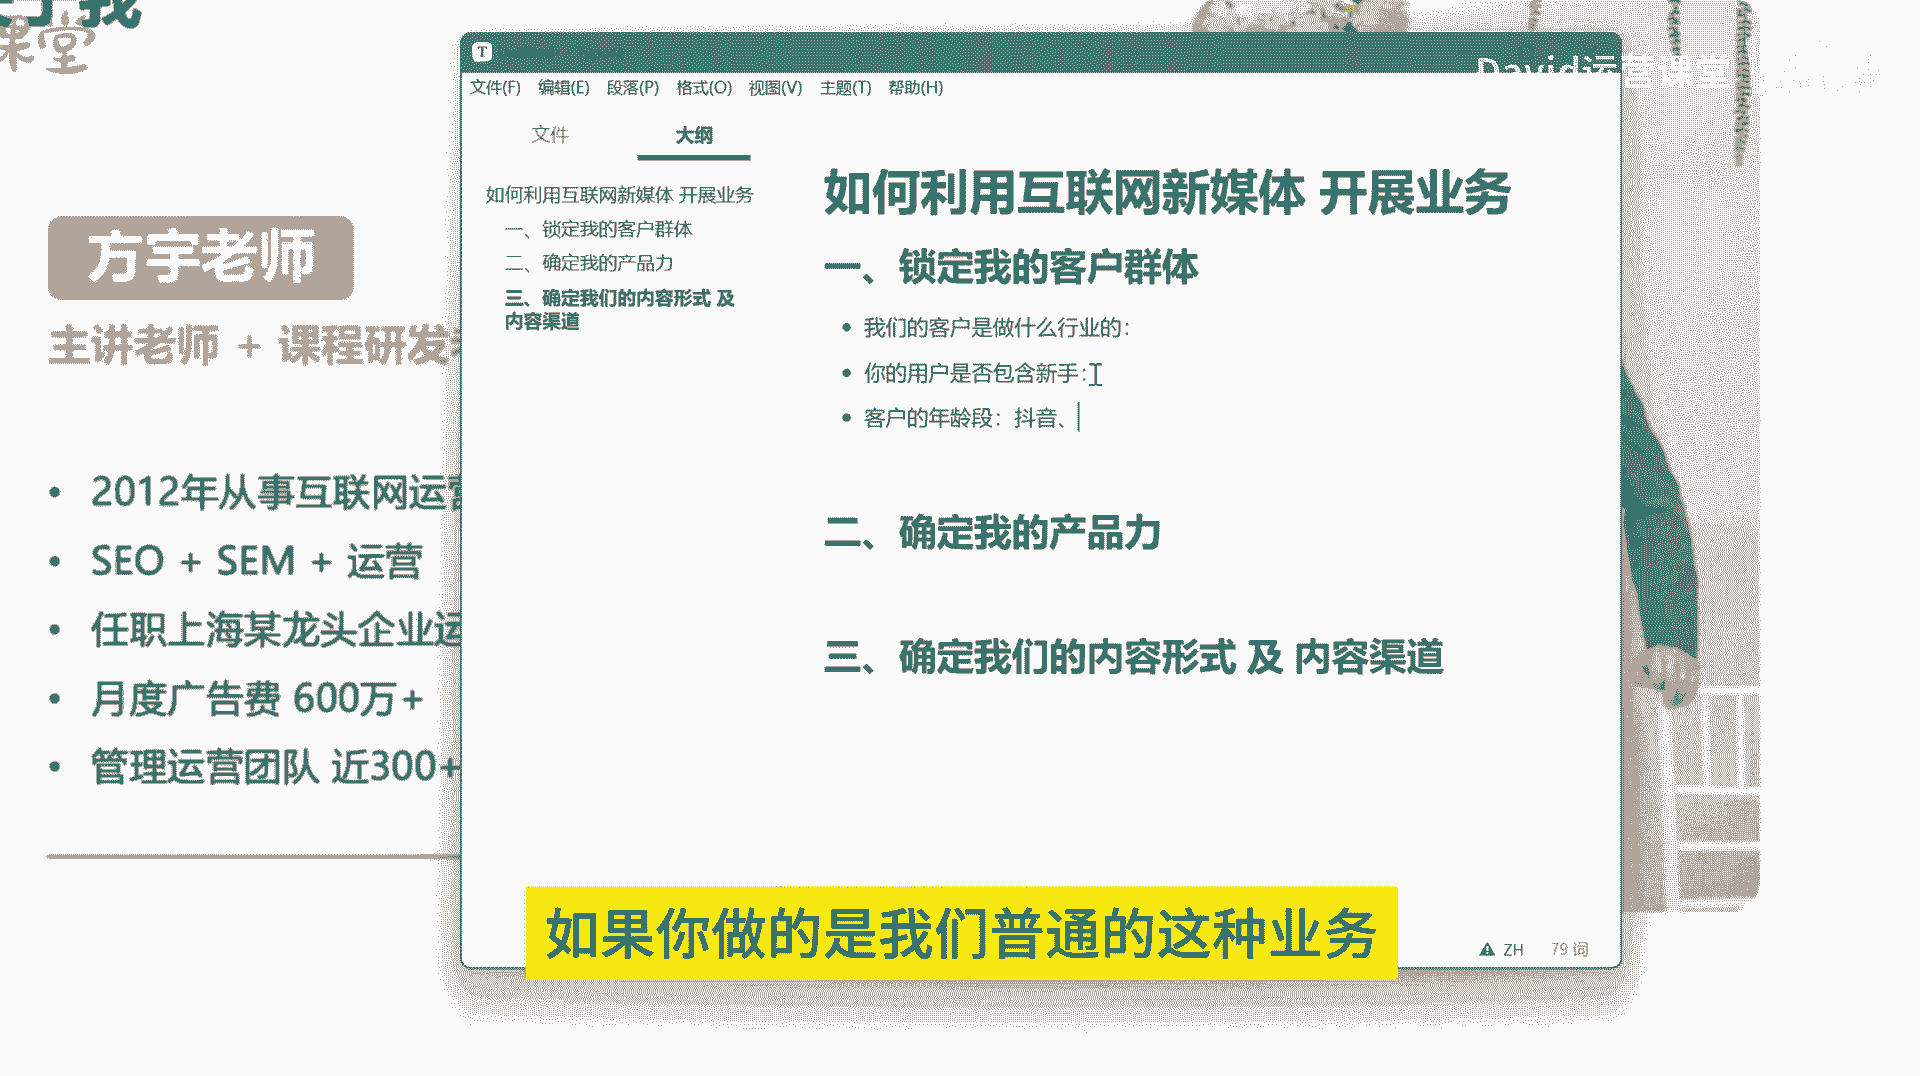 课堂
方宇老师
主讲老师 + 课程研发
2012年从事互联网运营
SEO + SEM + 运营
任职上海某龙头企业运
月度广告费 600万+
管理运营团队 近300+
T
David运营课堂
文件(F) 编辑(E) 段落(P) 格式(O) 视图(V) 主题(T) 帮助(H)
文件 大纲
如何利用互联网新媒体 开展业务
一、锁定我的客户群体
二、确定我的产品力
三、确定我们的内容形式 及
内容渠道
如何利用互联网新媒体 开展业务
一、锁定我的客户群体
我们的客户是做什么行业的：
你的用户是否包含新手：
客户的年龄段：抖音、
二、确定我的产品力
三、确定我们的内容形式 及 内容渠道
ZH 79 词
如果你做的是我们普通的这种业务